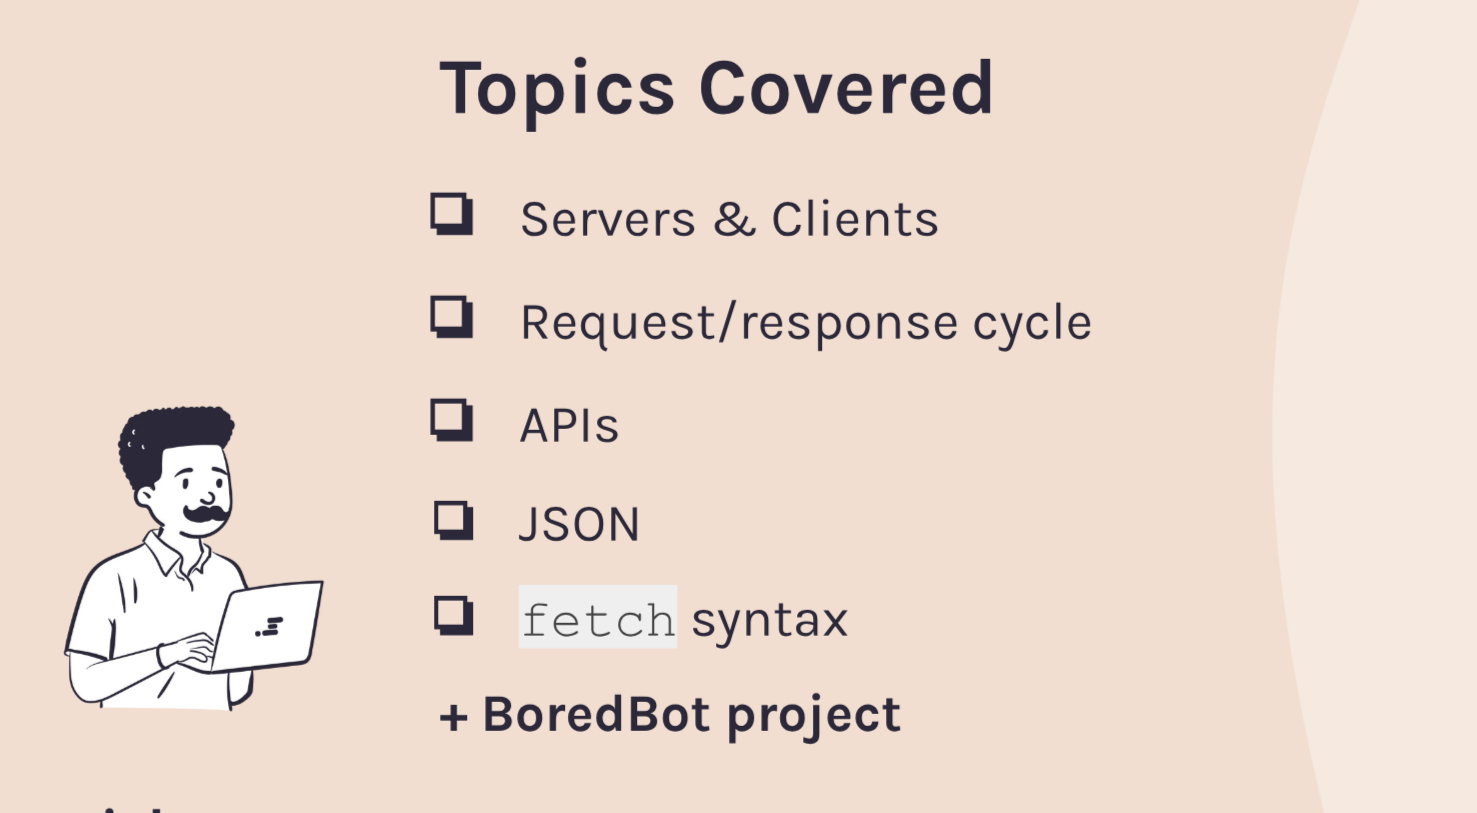 Topics Covered
Servers & Clients
Request/response cycle
APIs
JSON
fetch syntax
+ BoredBot project